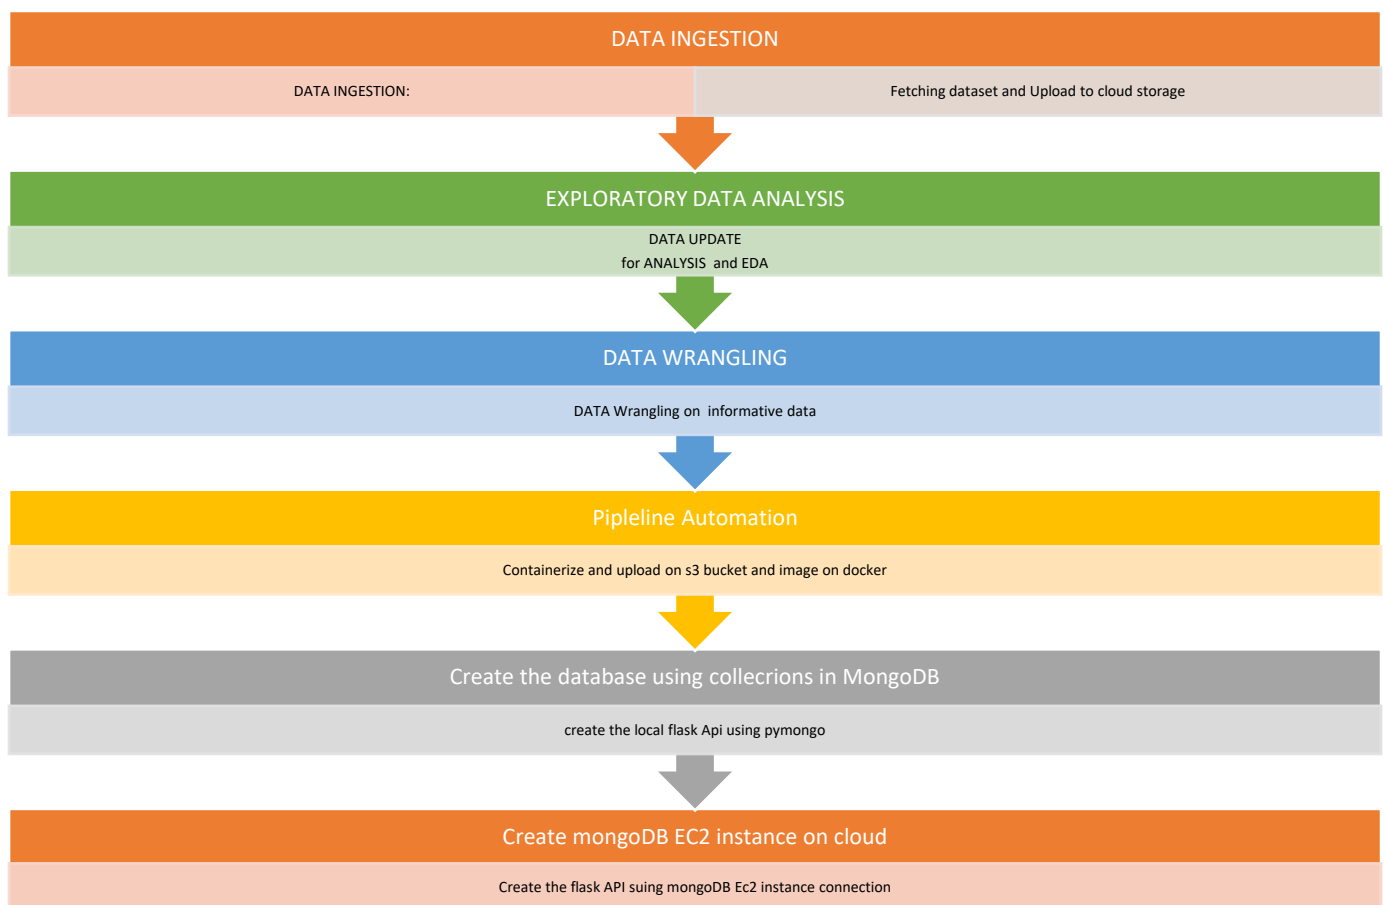 DATA INGESTION
DATA INGESTION:
Fetching dataset and Upload to cloud storage
EXPLORATORY DATA ANALYSIS
DATA UPDATE
for ANALYSIS and EDA
DATA WRANGLING
DATA Wrangling on informative data
Pipleline Automation
Containerize and upload on s3 bucket and image on docker
Create the database using collecrions in MongoDB
create the local flask Api using pymongo
Create mongoDB EC2 instance on cloud
Create the flask API suing mongoDB Ec2 instance connection